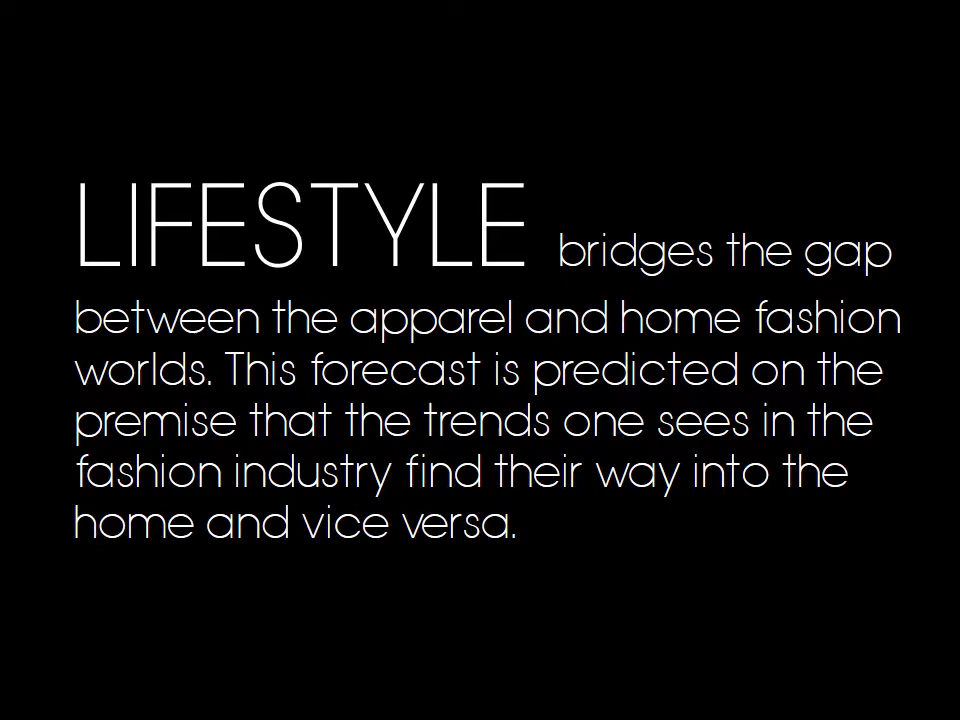 LIFESTYLE bridges the gap
between the apparel and home fashion
worlds. This forecast is predicted on the
premise that the trends one sees in the
fashion industry find their way into the
home and vice versa.